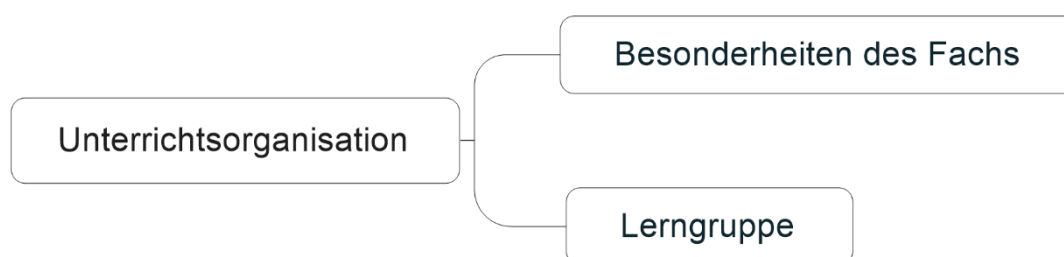 Besonderheiten des Fachs
Unterrichtsorganisation
Lerngruppe